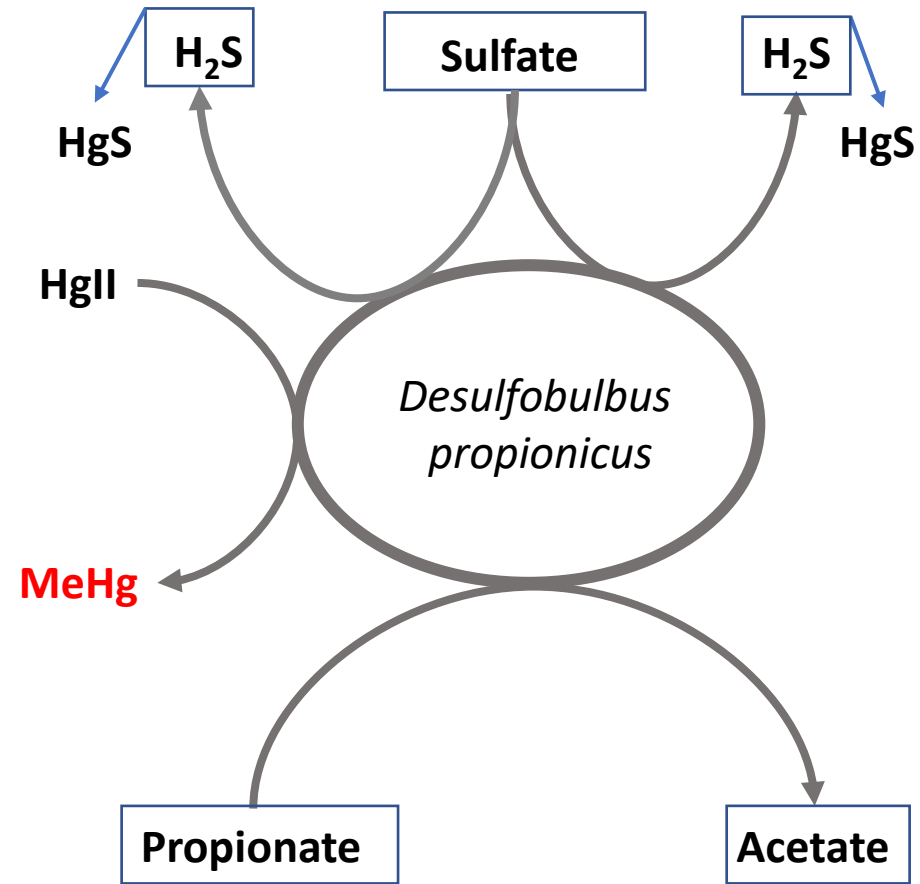 H₂S
Sulfate
H₂S
HgS
HgS
HgII
Desulfobulbus
propionicus
MeHg
Propionate
Acetate